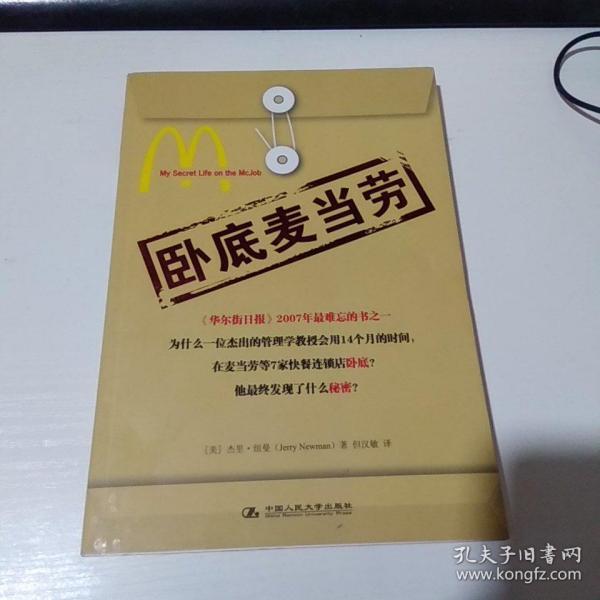 My Secret Life on the McJob
卧底麦当劳
《华尔街日报》2007年最难忘的书之一
为什么一位杰出的管理学教授会用14个月的时间，
在麦当劳等7家快餐连锁店卧底？
他最终发现了什么秘密？
［美］杰里·纽曼（Jerry Newman）著 但汉敏 译
中国人民大学出版社
China Renmin University Press
孔夫子旧书网
www.kongfz.com